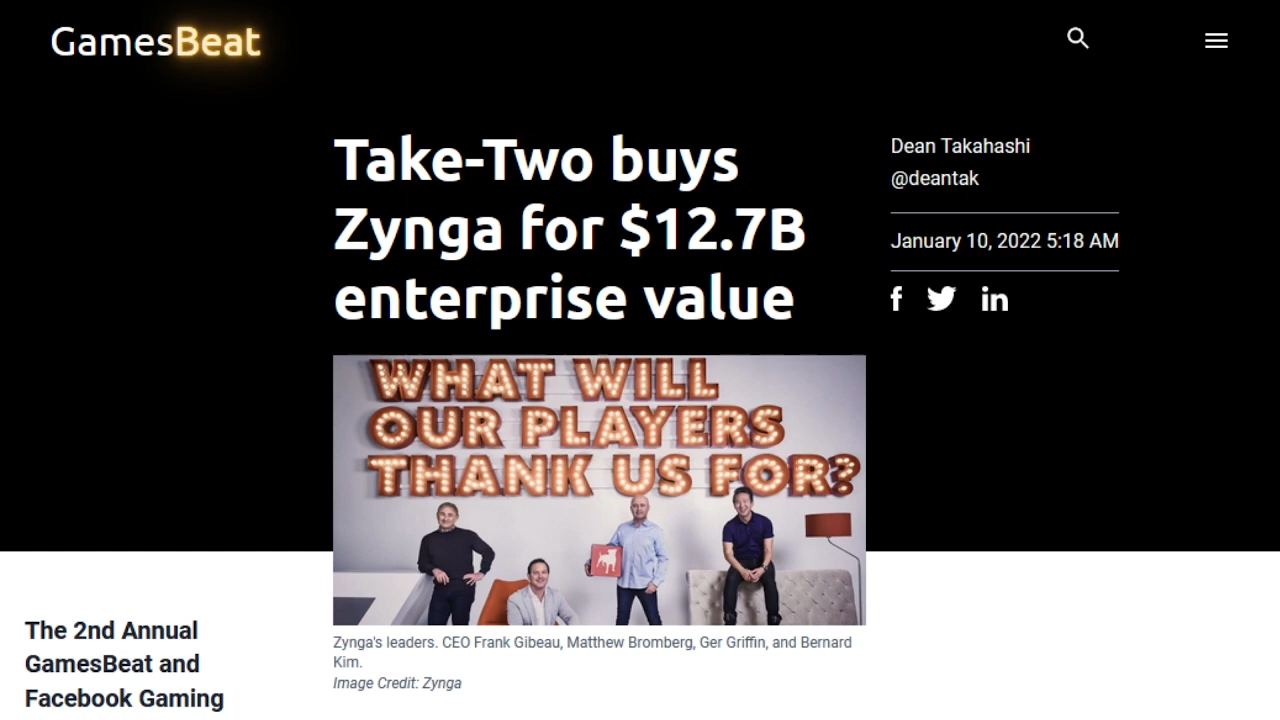 GamesBeat
Take-Two buys
Zynga for $12.7B
enterprise value
Dean Takahashi
@deantak
January 10, 2022 5:18 AM
WHAT WILL
OUR PLAYERS
THANK US FOR?
Zynga's leaders. CEO Frank Gibeau, Matthew Bromberg, Ger Griffin, and Bernard
Kim.
Image Credit: Zynga
The 2nd Annual
GamesBeat and
Facebook Gaming